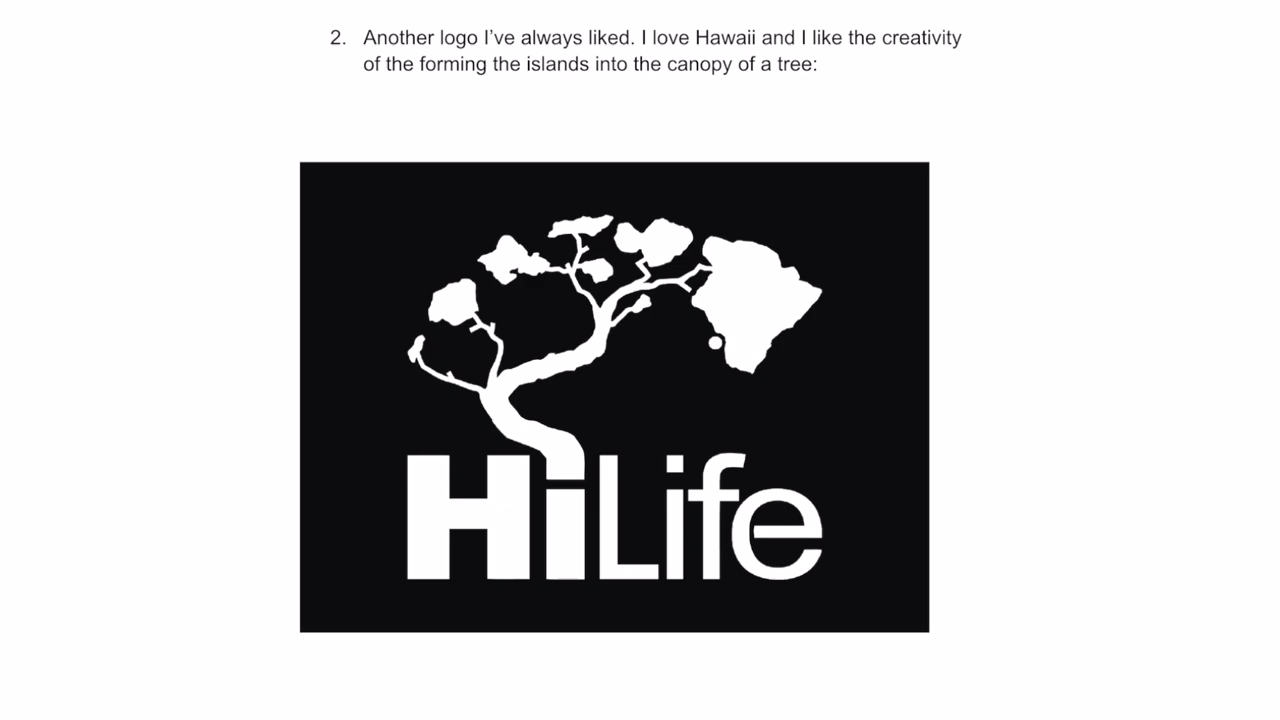 2. Another logo I've always liked. I love Hawaii and I like the creativity
of the forming the islands into the canopy of a tree:
HiLife